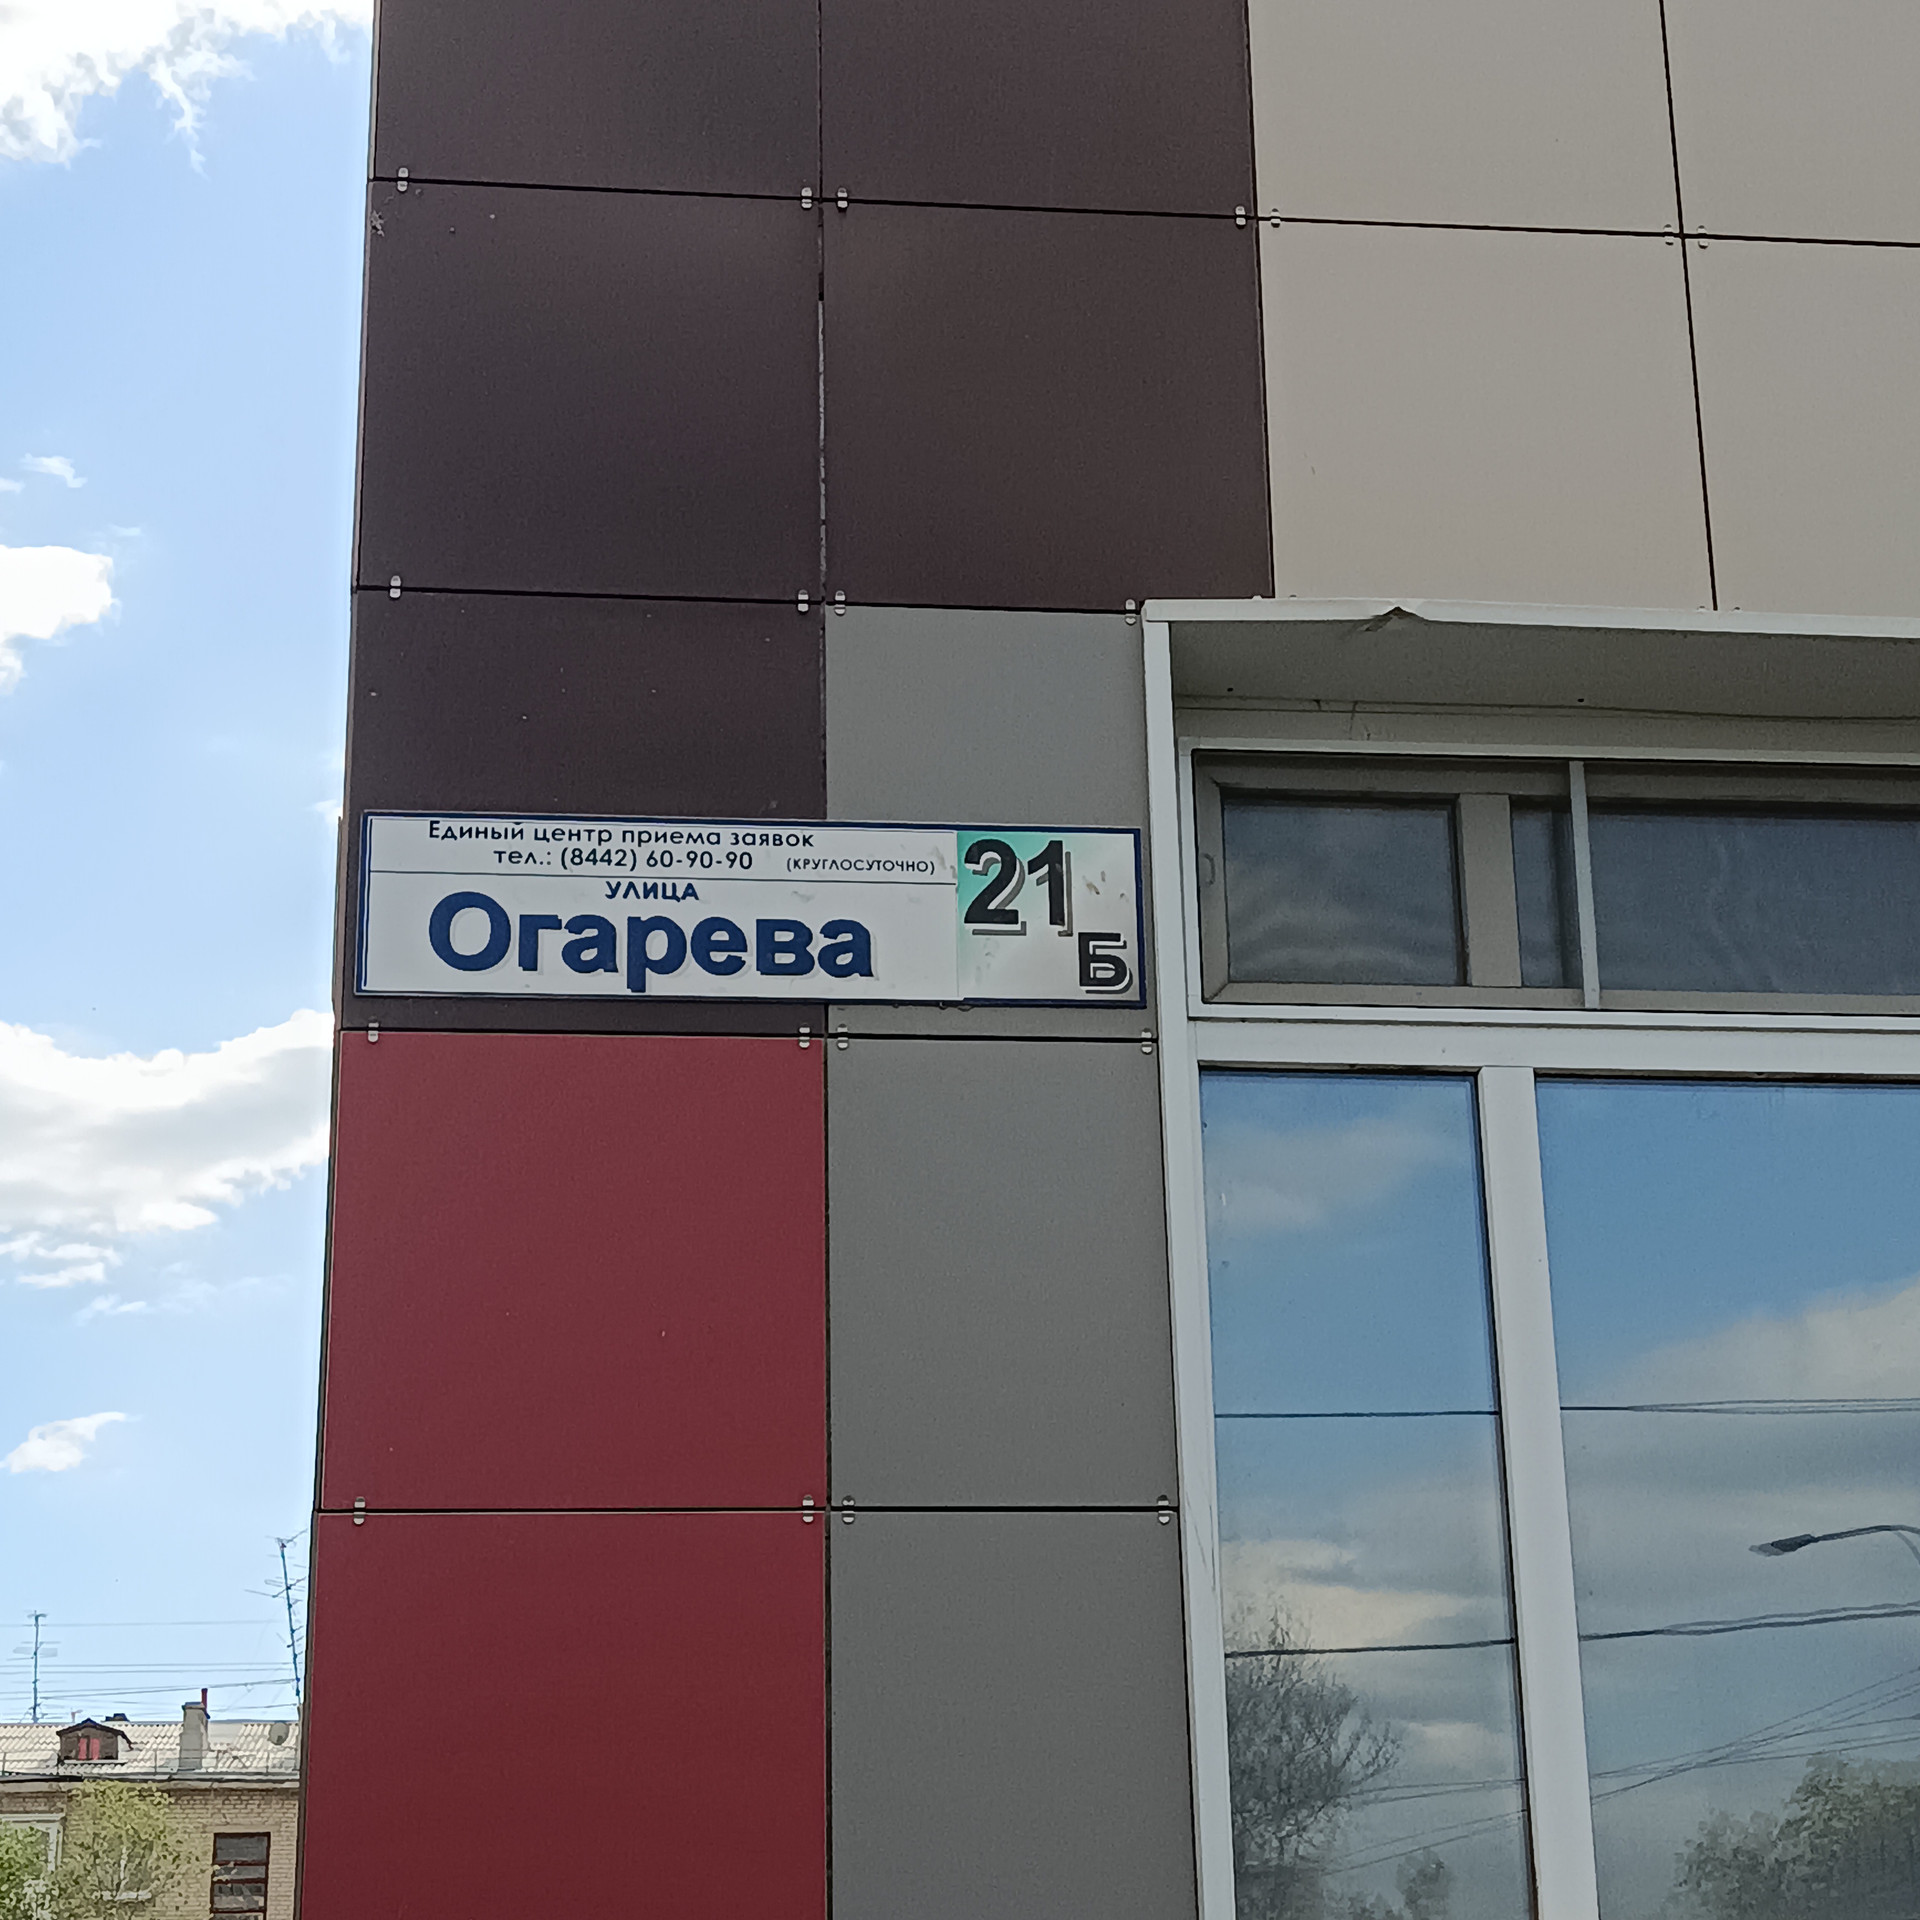 Единый центр приема заявок
тел.: (8442) 60-90-90 (КРУГЛОСУТОЧНО)
УЛИЦА
Огарева
21
Б